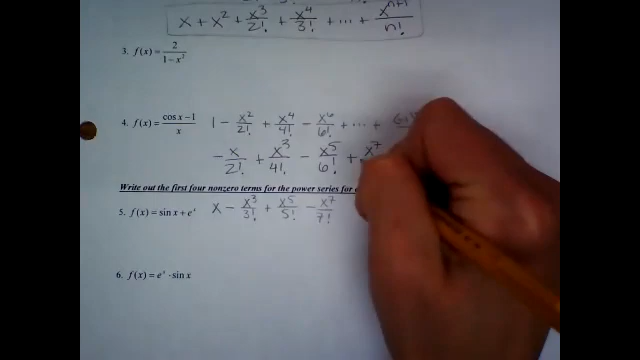 x + x² + x³/2! + x⁴/3! + ⋯ + xⁿ⁺¹/n!
3. f(x) = 2/(1−x²)
4. f(x) = (cos x − 1)/x 1 − x²/2! + x⁴/4! − x⁶/6! + ⋯ +
− x/2! + x³/4! − x⁵/6! + x⁷
Write out the first four nonzero terms for the power series for
5. f(x) = sin x + eˣ x − x³/3! + x⁵/5! − x⁷/7!
6. f(x) = eˣ · sin x